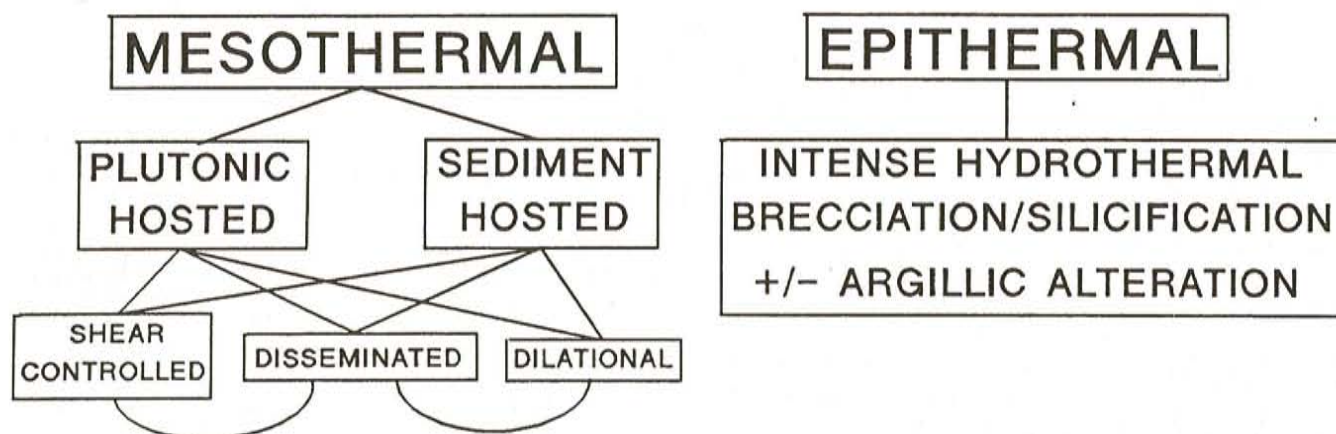 MESOTHERMAL
PLUTONIC
HOSTED
SEDIMENT
HOSTED
SHEAR
CONTROLLED
DISSEMINATED
DILATIONAL
EPITHERMAL
INTENSE HYDROTHERMAL
BRECCIATION/SILICIFICATION
+/- ARGILLIC ALTERATION